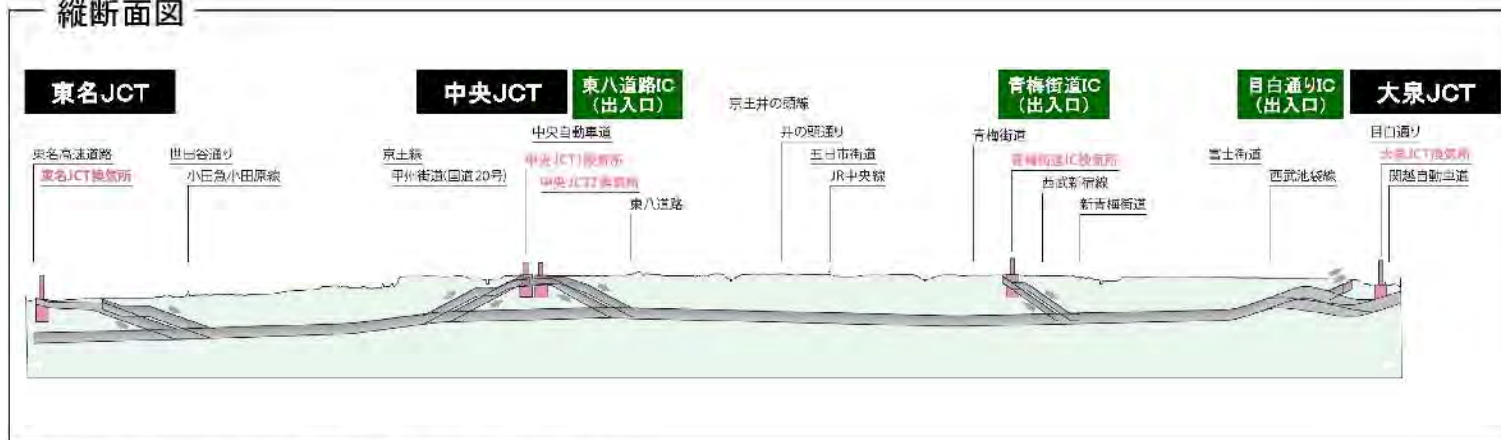 縦断面図
東名JCT
中央JCT
東八道路IC
(出入口)
青梅街道IC
(出入口)
目白通りIC
(出入口)
大泉JCT
東名高速道路
東名JCT換気所
世田谷通り
小田急小田原線
京王線
甲州街道(国道20号)
中央自動車道
中央JCT1換気所
中央JCT2換気所
東八道路
京王井の頭線
井の頭通り
五日市街道
JR中央線
青梅街道
青梅街道IC換気所
西武新宿線
新青梅街道
富士街道
西武池袋線
目白通り
大泉JCT換気所
関越自動車道